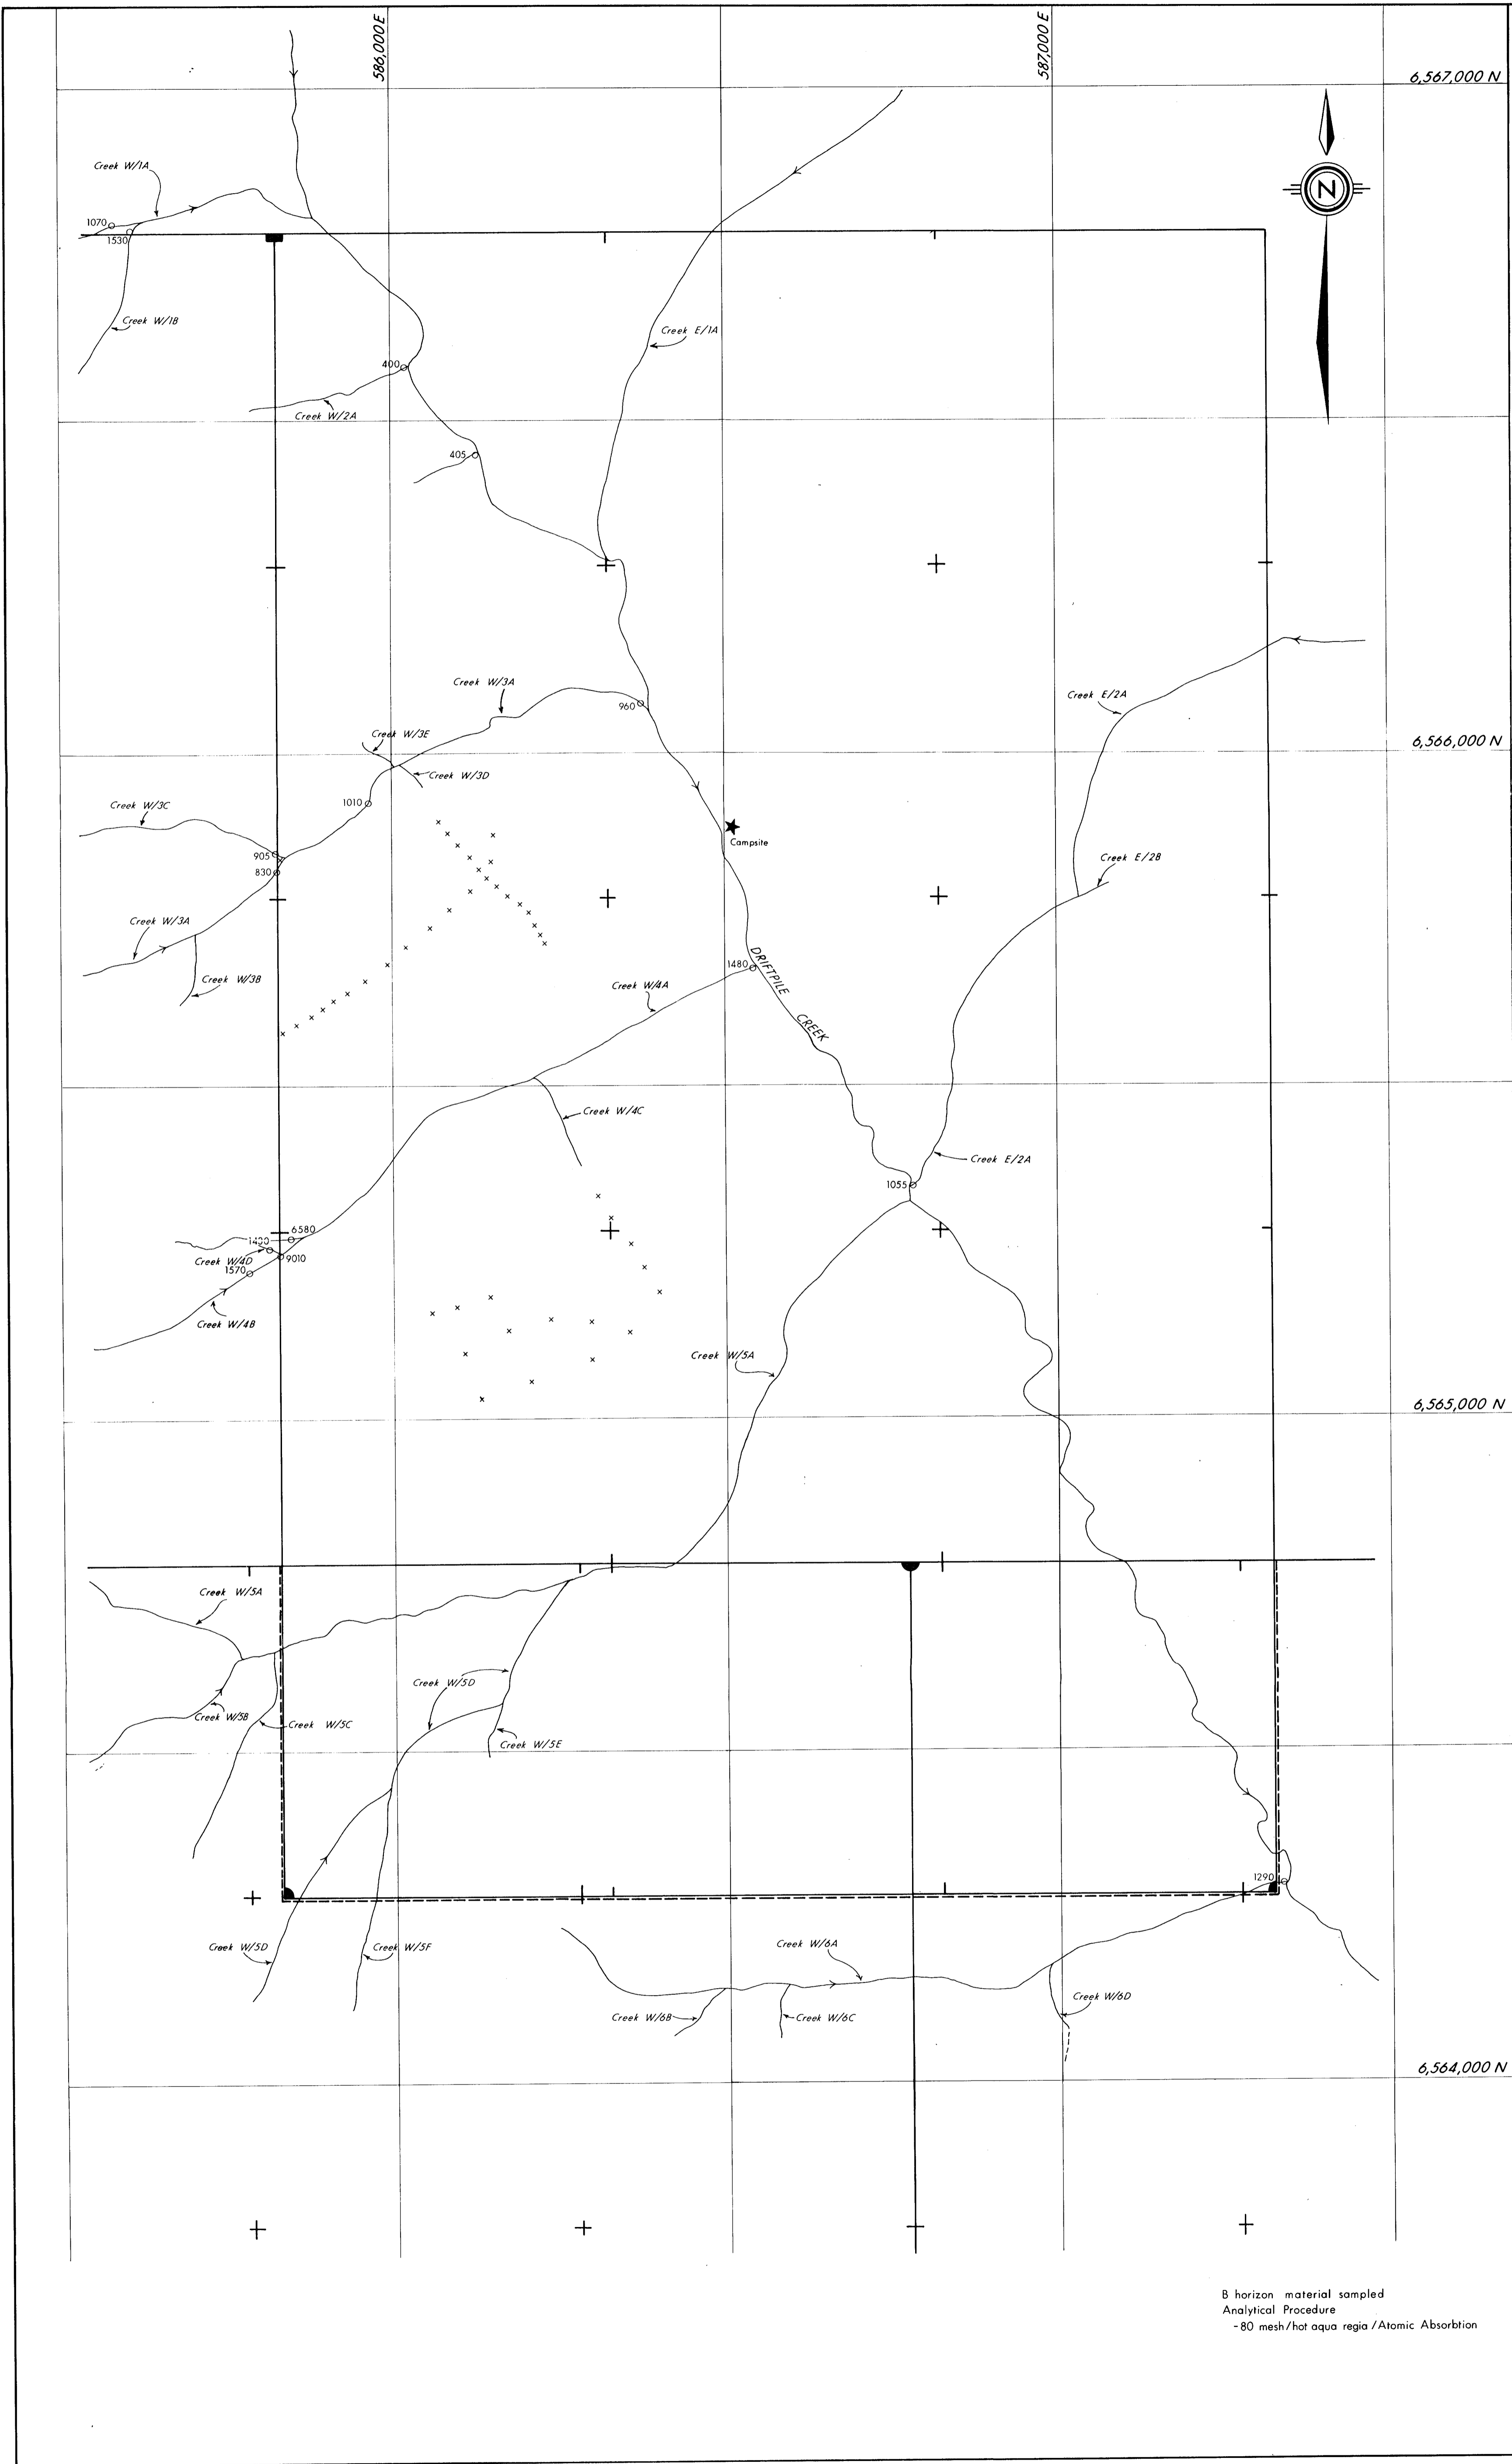 586,000 E
587,000 E
6,567,000 N
Creek W/1A
N
1070
1530
Creek W/1B
Creek E/1A
400
Creek W/2A
405
Creek W/3A
960
Creek E/2A
Creek W/3E
6,566,000 N
Creek W/3D
1010
Creek W/3C
Campsite
905
Creek E/2B
830
Creek W/3A
1480
DRIFTPILE
Creek W/3B
Creek W/4A
CREEK
Creek W/4C
Creek E/2A
1055
6580
Creek W/4D
9010
1570
Creek W/4B
Creek W/5A
6,565,000 N
Creek W/5A
Creek W/5D
Creek W/5B
Creek W/5C
Creek W/5E
1290
Creek W/5D
Creek W/5F
Creek W/6A
Creek W/6D
Creek W/6B
Creek W/6C
6,564,000 N
B horizon material sampled
Analytical Procedure
-80 mesh/hot aqua regia/Atomic Absorbtion